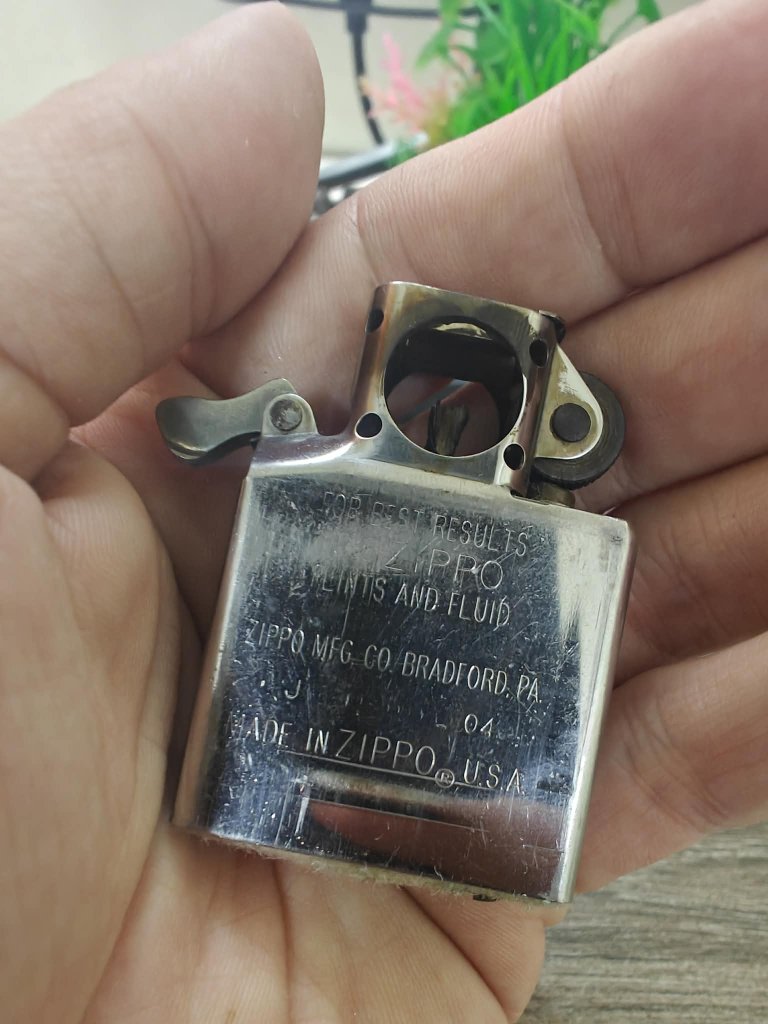 FOR BEST RESULTS
ZIPPO
FLINTS AND FLUID
ZIPPO MFG. CO. BRADFORD, PA.
J 04
MADE IN ZIPPO® U.S.A.